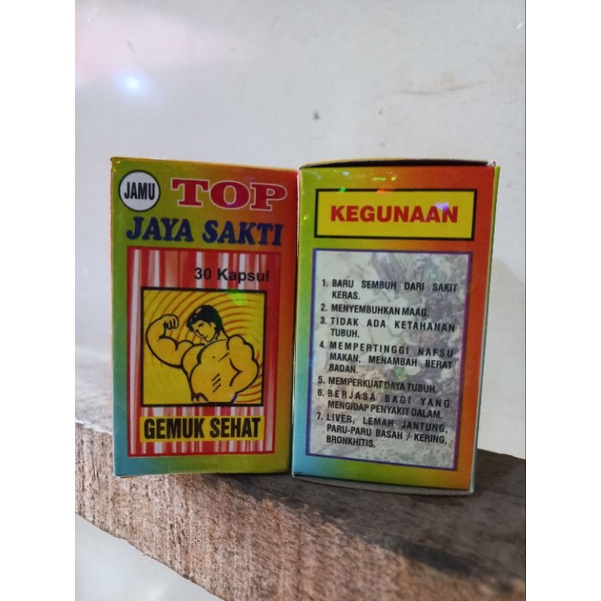 JAMU
TOP
JAYA SAKTI
30 Kapsul
GEMUK SEHAT
KEGUNAAN
1. BARU SEMBUH DARI SAKIT
KERAS.
2. MENYEMBUHKAN MAAG.
3. TIDAK ADA KETAHANAN
TUBUH.
4. MEMPERTINGGI NAFSU
MAKAN, MENAMBAH BERAT
BADAN.
5. MEMPERKUAT DAYA TUBUH.
6. BERJASA BAGI YANG
MENGIDAP PENYAKIT DALAM.
7. LIVER, LEMAH JANTUNG,
PARU-PARU BASAH / KERING,
BRONKHITIS.